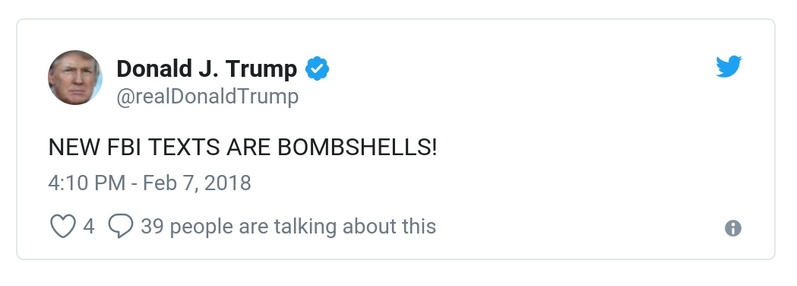 Donald J. Trump
@realDonaldTrump
NEW FBI TEXTS ARE BOMBSHELLS!
4:10 PM - Feb 7, 2018
4 39 people are talking about this